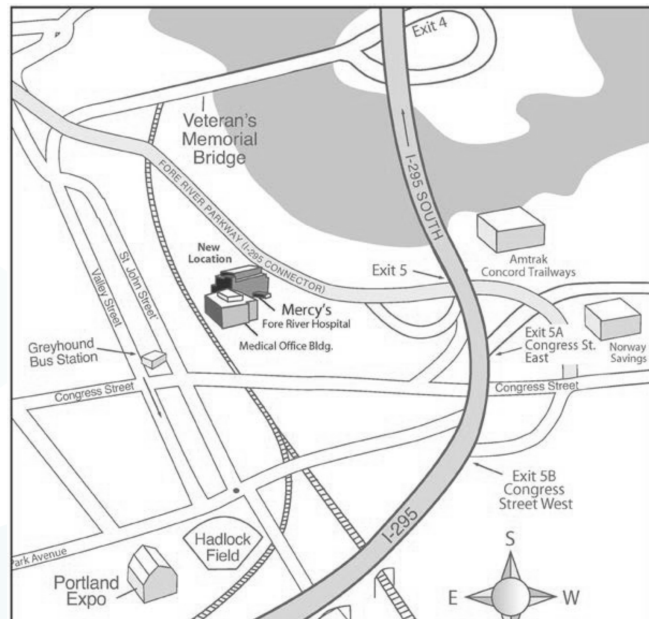 Exit 4
Veteran's
Memorial
Bridge
I-295 SOUTH
FORE RIVER PARKWAY (I-295 CONNECTOR)
St John Street'
Valley Street
New
Location
Exit 5
Amtrak
Concord Trailways
Mercy's
Fore River Hospital
Medical Office Bldg.
Exit 5A
Congress St.
East
Norway
Savings
Greyhound
Bus Station
Congress Street
Congress Street
Exit 5B
Congress
Street West
Hadlock
Field
I-295
Park Avenue
Portland
Expo
S
E
W